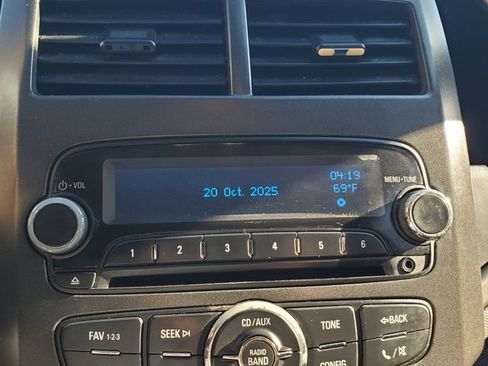 04:19
20 Oct. 2025
69°F
VOL
MENU•TUNE
1 2 3 4 5 6
FAV 1-2-3
SEEK
CD/AUX
TONE
BACK
RADIO
BAND
CONFIG